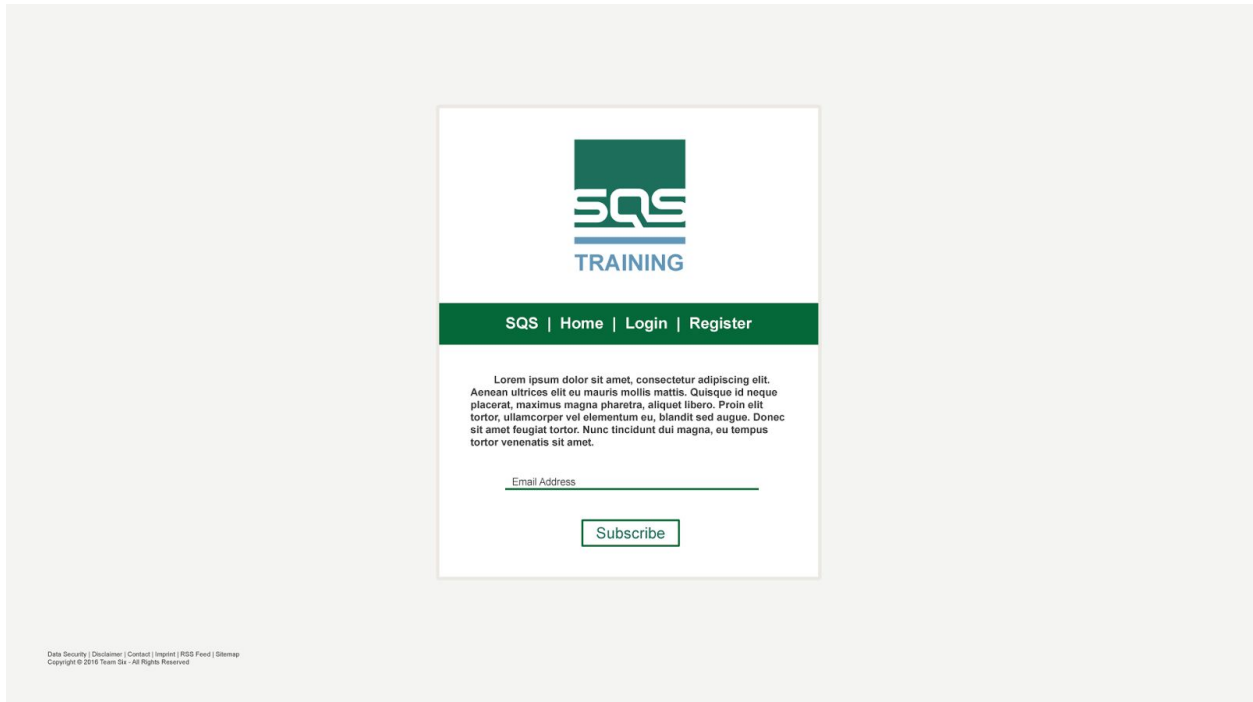 SQS
TRAINING
SQS | Home | Login | Register
Lorem ipsum dolor sit amet, consectetur adipiscing elit.
Aenean ultrices elit eu mauris mollis mattis. Quisque id neque
placerat, maximus magna pharetra, aliquet libero. Proin elit
tortor, ullamcorper vel elementum eu, blandit sed augue. Donec
sit amet feugiat tortor. Nunc tincidunt dui magna, eu tempus
tortor venenatis sit amet.
Email Address
Subscribe
Data Security | Disclaimer | Contact | Imprint | RSS Feed | Sitemap
Copyright © 2016 Team Six - All Rights Reserved